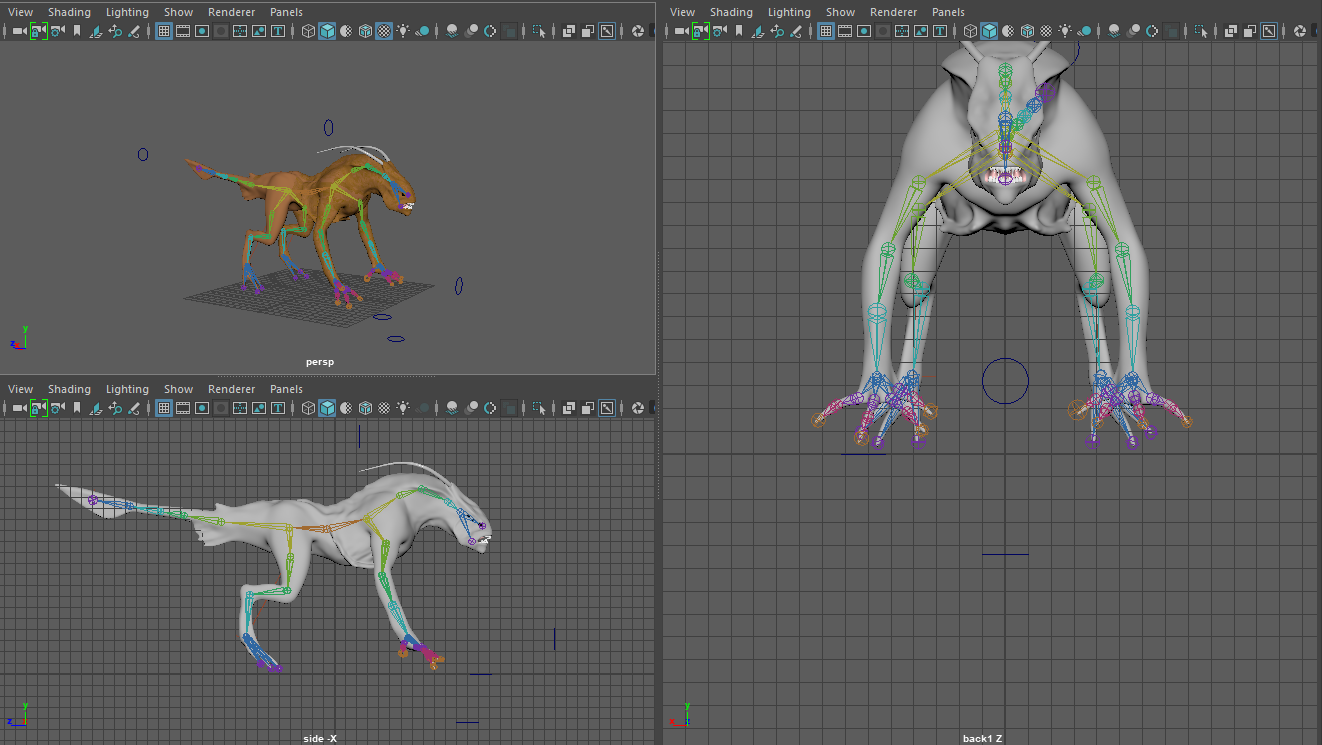 View Shading Lighting Show Renderer Panels
y
z
persp
View Shading Lighting Show Renderer Panels
y
z
side -X
View Shading Lighting Show Renderer Panels
y
x z
back1 Z